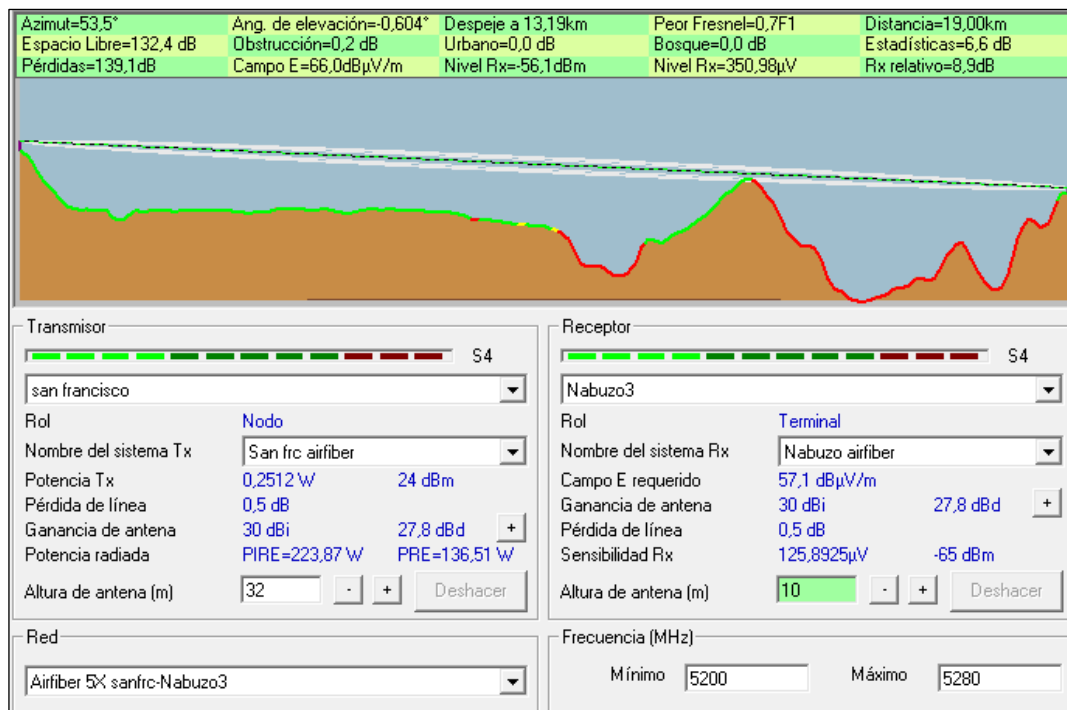 Azimut=53,5° Ang. de elevación=-0,604° Despeje a 13,19km Peor Fresnel=0,7F1 Distancia=19,00km
Espacio Libre=132,4 dB Obstrucción=0,2 dB Urbano=0,0 dB Bosque=0,0 dB Estadísticas=6,6 dB
Pérdidas=139,1dB Campo E=66,0dBµV/m Nivel Rx=-56,1dBm Nivel Rx=350,98µV Rx relativo=8,9dB
Transmisor
S4
san francisco
Rol Nodo
Nombre del sistema Tx San frc airfiber
Potencia Tx 0,2512 W 24 dBm
Pérdida de línea 0,5 dB
Ganancia de antena 30 dBi 27,8 dBd +
Potencia radiada PIRE=223,87 W PRE=136,51 W
Altura de antena (m) 32 - + Deshacer
Receptor
S4
Nabuzo3
Rol Terminal
Nombre del sistema Rx Nabuzo airfiber
Campo E requerido 57,1 dBµV/m
Ganancia de antena 30 dBi 27,8 dBd +
Pérdida de línea 0,5 dB
Sensibilidad Rx 125,8925µV -65 dBm
Altura de antena (m) 10 - + Deshacer
Red
Airfiber 5X sanfrc-Nabuzo3
Frecuencia (MHz)
Mínimo 5200 Máximo 5280